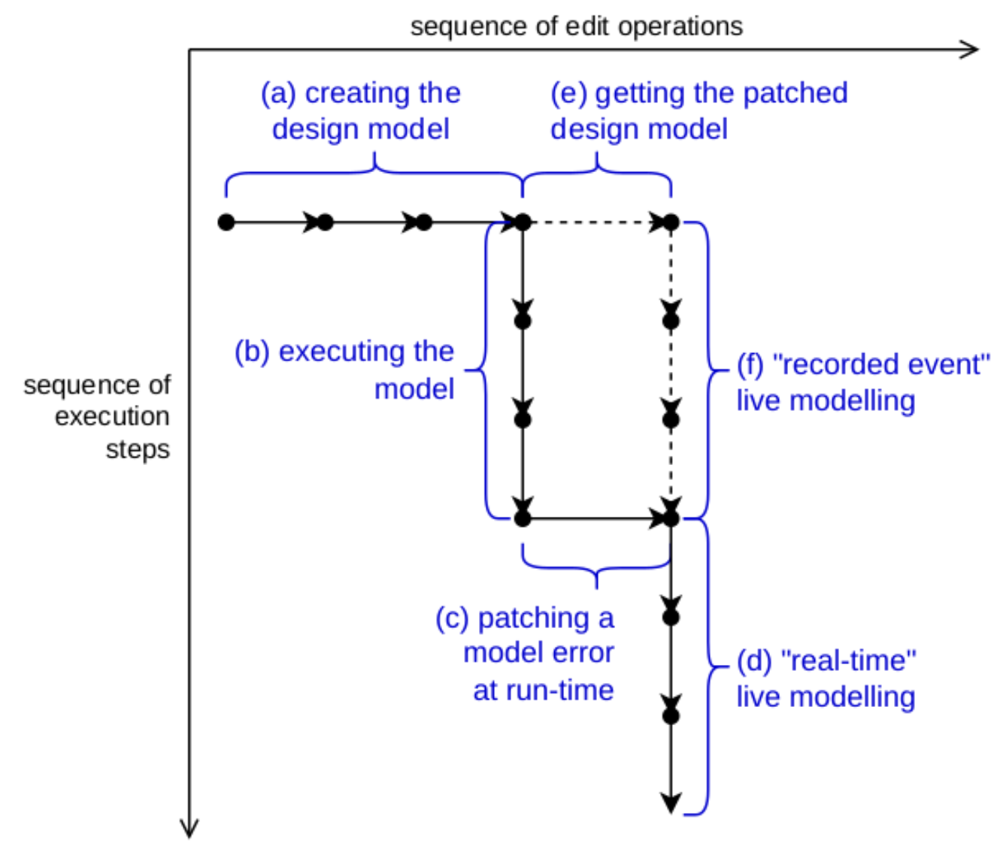 sequence of edit operations
(a) creating the
design model
(e) getting the patched
design model
(b) executing the
model
sequence of
execution
steps
(f) "recorded event"
live modelling
(c) patching a
model error
at run-time
(d) "real-time"
live modelling